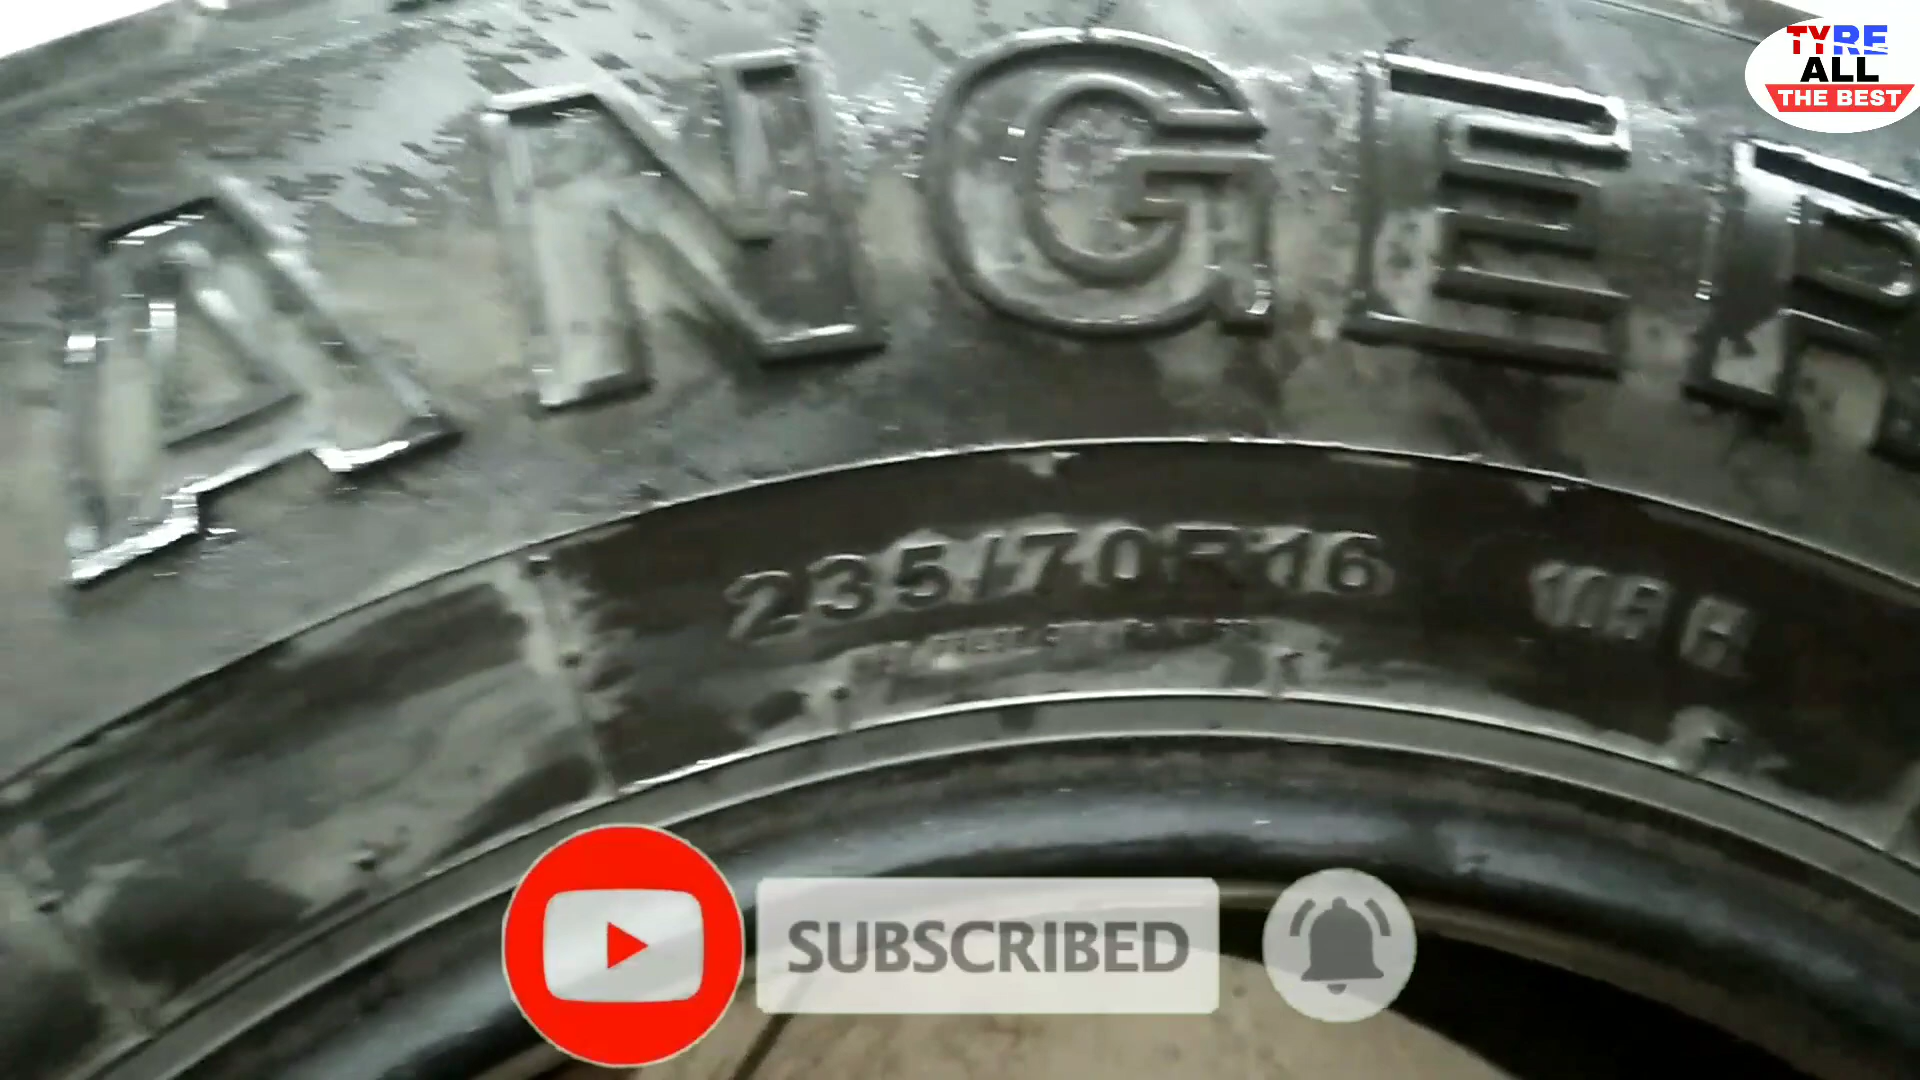 TYRE
ALL
THE BEST
ANGER
235/70R16
SUBSCRIBED